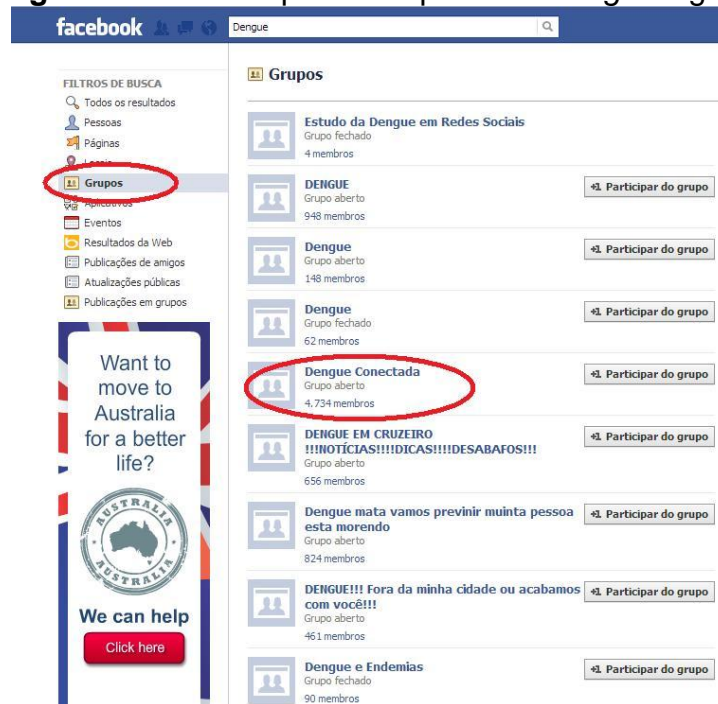 facebook
Dengue
FILTROS DE BUSCA
Todos os resultados
Pessoas
Páginas
Locais
Grupos
Aplicativos
Eventos
Resultados da Web
Publicações de amigos
Atualizações públicas
Publicações em grupos
Want to
move to
Australia
for a better
life?
AUSTRALIA
AUSTRALIA
We can help
Click here
Grupos
Estudo da Dengue em Redes Sociais
Grupo fechado
4 membros
DENGUE
Grupo aberto
948 membros
+1 Participar do grupo
Dengue
Grupo aberto
148 membros
+1 Participar do grupo
Dengue
Grupo fechado
62 membros
+1 Participar do grupo
Dengue Conectada
Grupo aberto
4.734 membros
+1 Participar do grupo
DENGUE EM CRUZEIRO
!!!NOTÍCIAS!!!!DICAS!!!!DESABAFOS!!!
Grupo aberto
656 membros
+1 Participar do grupo
Dengue mata vamos previnir muinta pessoa
esta morendo
Grupo aberto
824 membros
+1 Participar do grupo
DENGUE!!! Fora da minha cidade ou acabamos
com você!!!
Grupo aberto
461 membros
+1 Participar do grupo
Dengue e Endemias
Grupo fechado
90 membros
+1 Participar do grupo